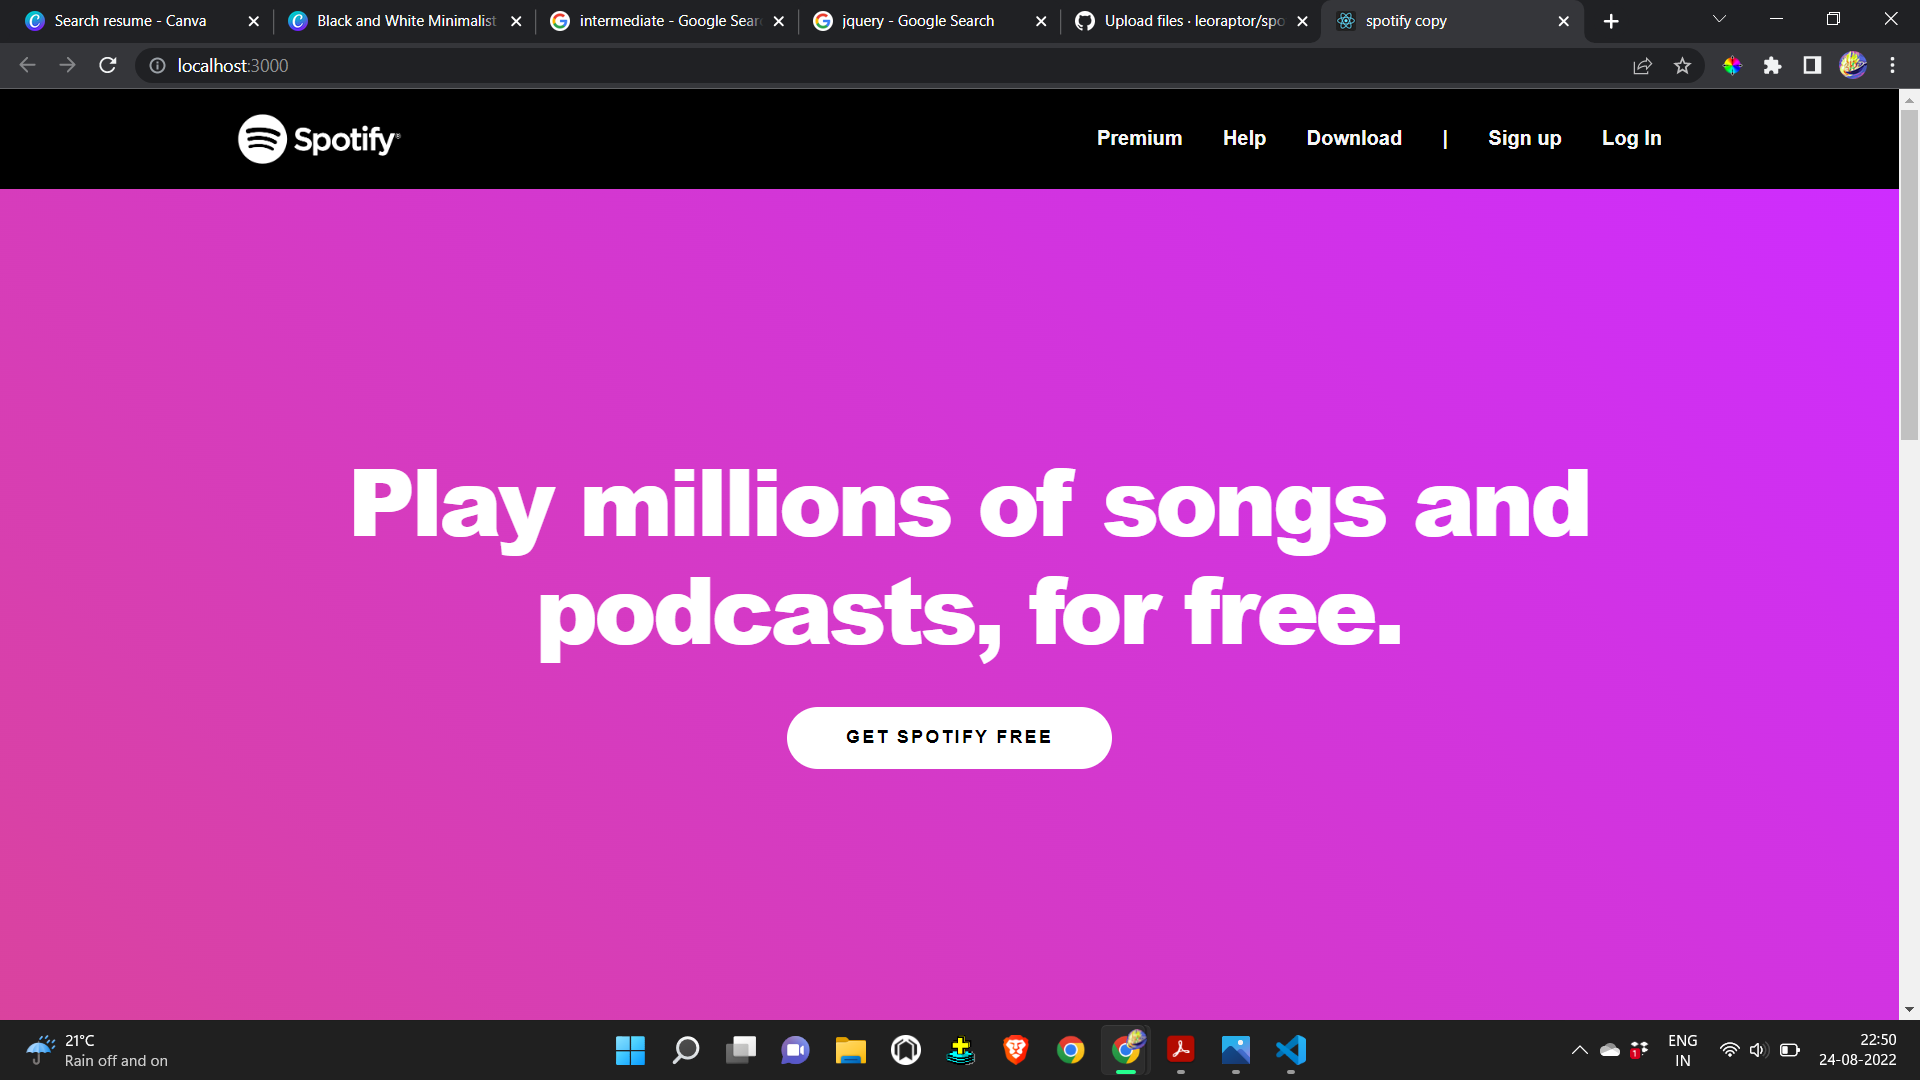 Search resume - Canva
Black and White Minimalist
intermediate - Google Sear
jquery - Google Search
Upload files · leoraptor/spo
spotify copy
localhost:3000
Spotify®
Premium Help Download | Sign up Log In
Play millions of songs and
podcasts, for free.
GET SPOTIFY FREE
21°C
Rain off and on
1
ENG
IN
22:50
24-08-2022